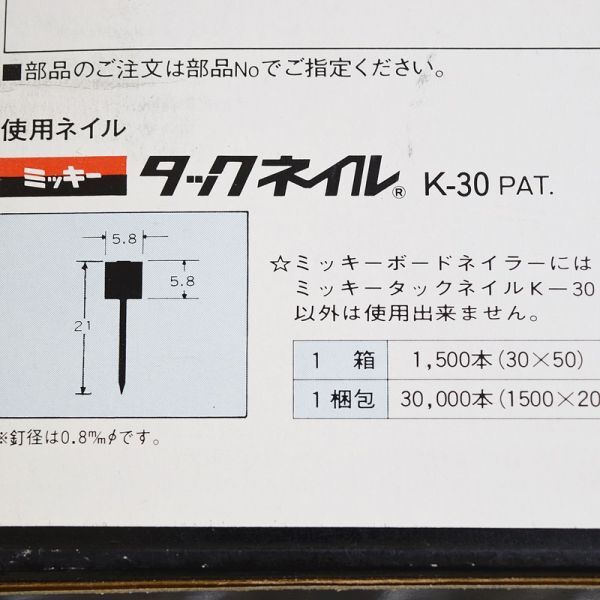 ■部品のご注文は部品Noでご指定ください。
使用ネイル
ミッキー タックネイル® K-30 PAT.
5.8
5.8
21
※釘径は0.8m/mφです。
☆ミッキーボードネイラーには
ミッキータックネイルK-30
以外は使用出来ません。
1 箱 1,500本(30×50)
1梱包 30,000本(1500×20